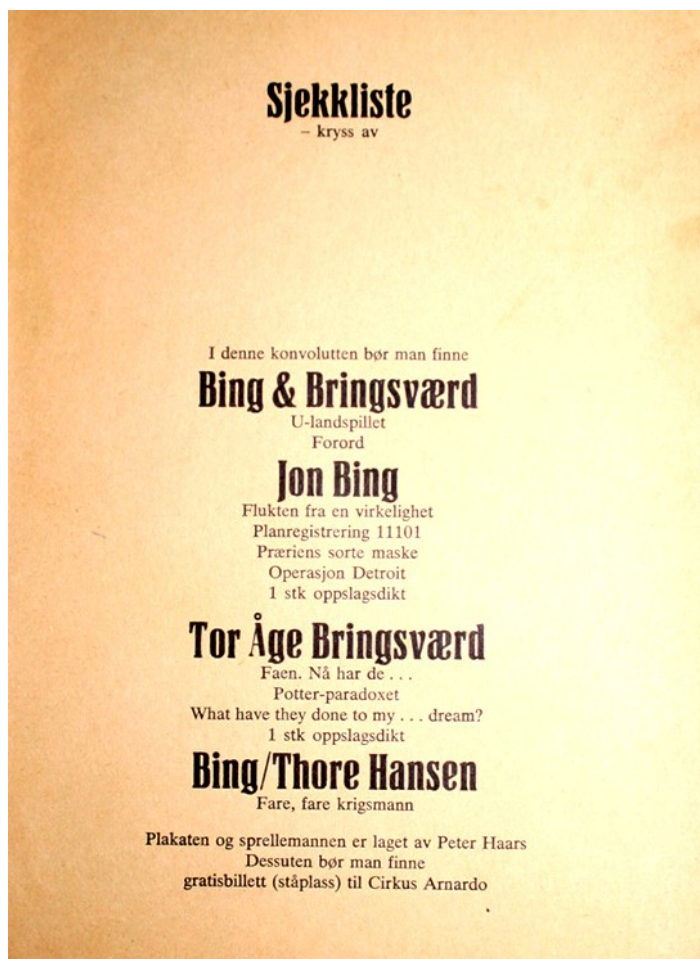 Sjekkliste
– kryss av
I denne konvolutten bør man finne
Bing & Bringsværd
U-landspillet
Forord
Jon Bing
Flukten fra en virkelighet
Planregistrering 11101
Præriens sorte maske
Operasjon Detroit
1 stk oppslagsdikt
Tor Åge Bringsværd
Faen. Nå har de . . .
Potter-paradoxet
What have they done to my . . . dream?
1 stk oppslagsdikt
Bing/Thore Hansen
Fare, fare krigsmann
Plakaten og sprellemannen er laget av Peter Haars
Dessuten bør man finne
gratisbillett (ståplass) til Cirkus Arnardo